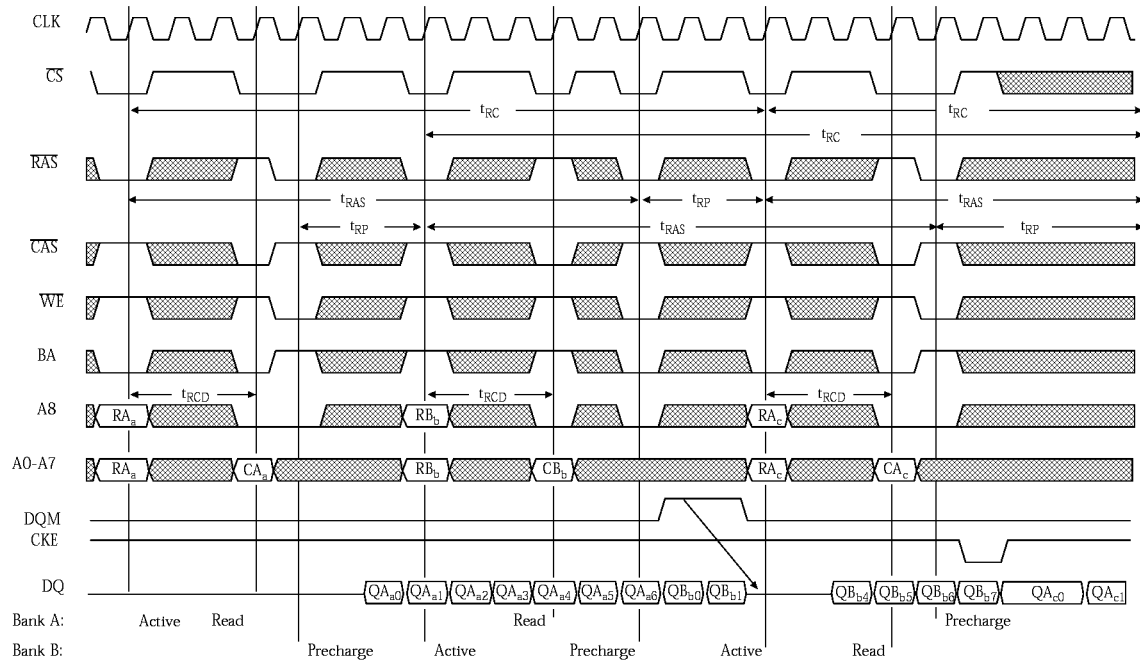 CLK
CS
tRC tRC
tRC
RAS
tRAS tRP tRAS
tRP tRAS tRP
CAS
WE
BA
tRCD tRCD tRCD
A8 RAa RBb RAc
A0-A7 RAa CAa RBb CBb RAc CAc
DQM
CKE
DQ QAa0 QAa1 QAa2 QAa3 QAa4 QAa5 QAa6 QBb0 QBb1 QBb4 QBb5 QBb6 QBb7 QAc0 QAc1
Bank A: Active Read Read Precharge
Bank B: Precharge Active Precharge Active Read